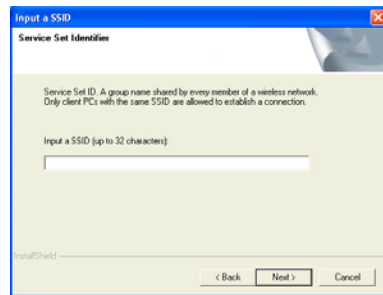 Input a SSID
Service Set Identifier
Service Set ID. A group name shared by every member of a wireless network.
Only client PCs with the same SSID are allowed to establish a connection.
Input a SSID (up to 32 characters):
InstallShield
< Back
Next >
Cancel